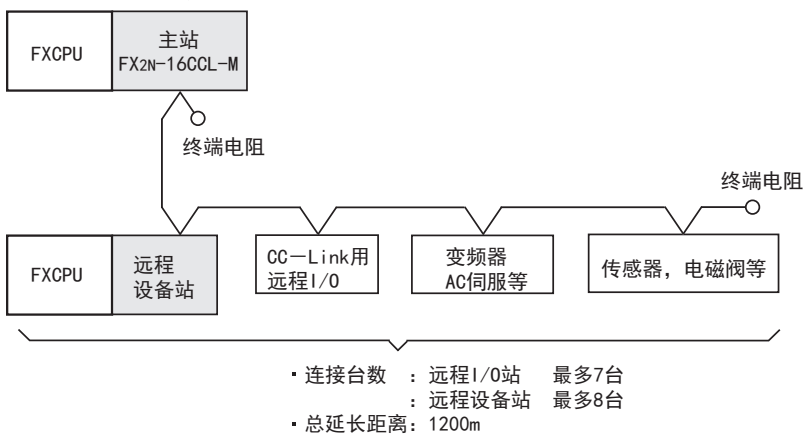 FXCPU
主站
FX2N-16CCL-M
终端电阻
终端电阻
FXCPU
远程
设备站
CC-Link用
远程I/O
变频器
AC伺服等
传感器，电磁阀等
·连接台数 ：远程I/O站 最多7台
：远程设备站 最多8台
·总延长距离：1200m